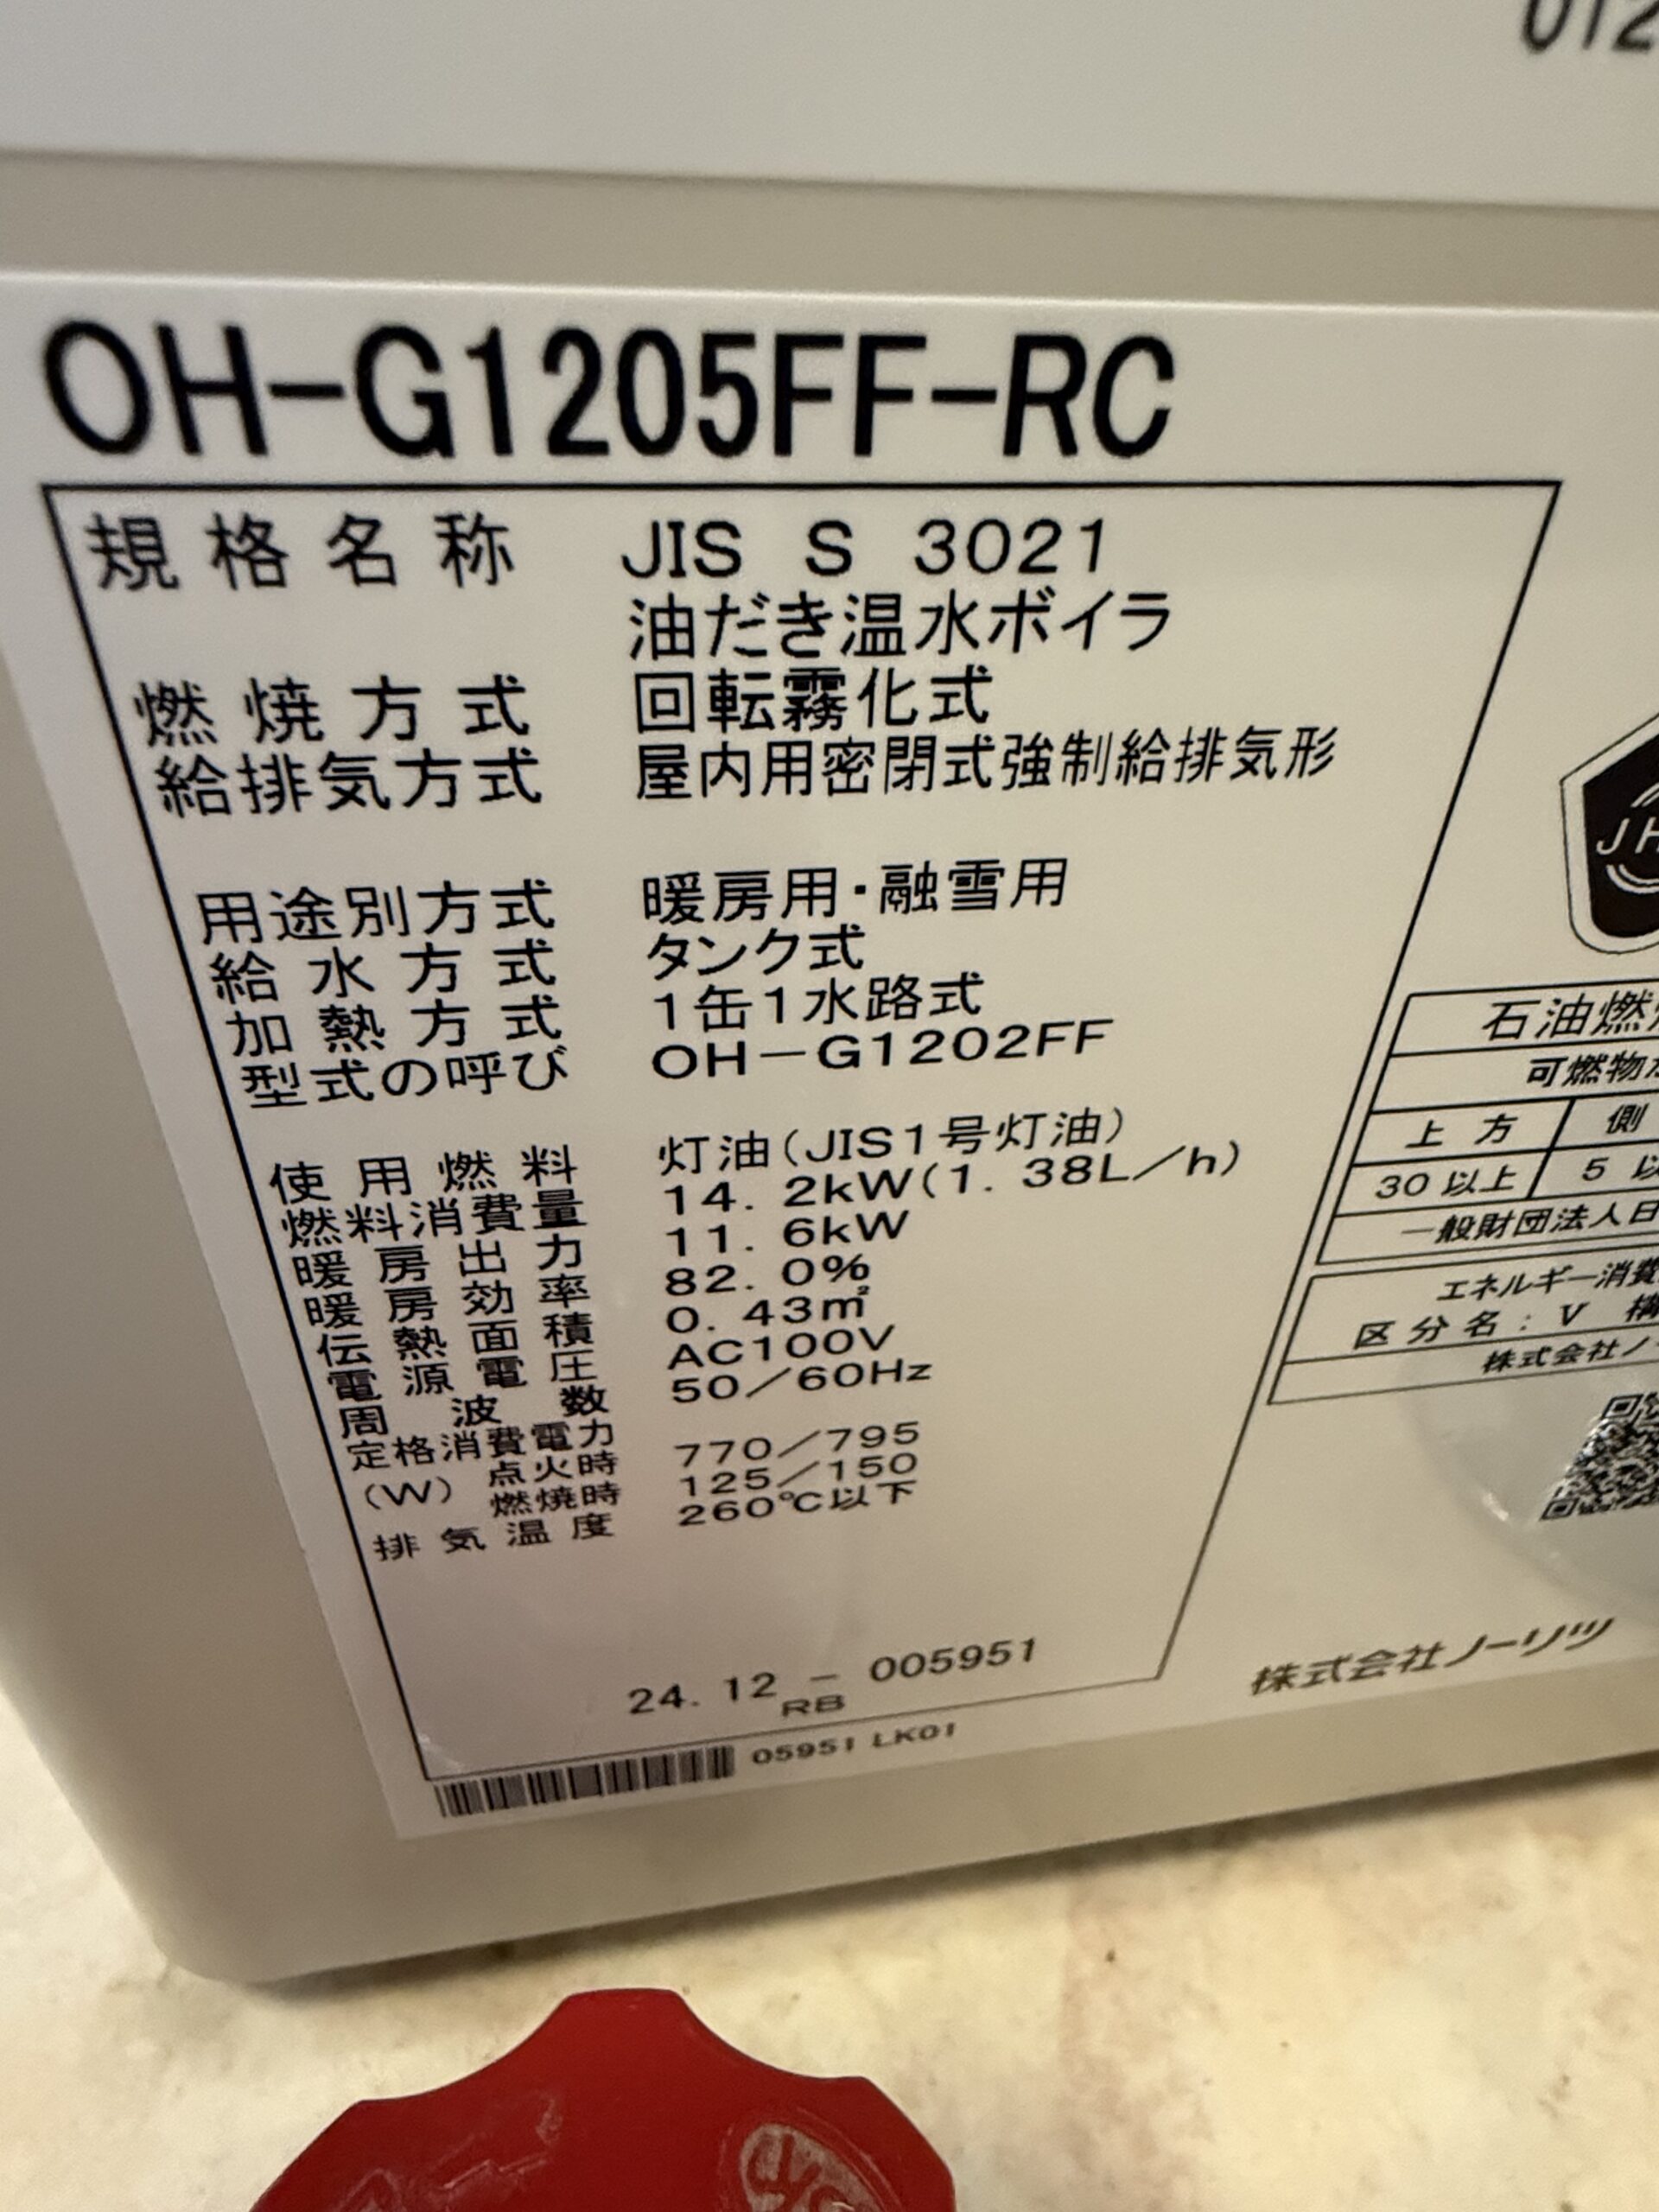 012
OH-G1205FF-RC
規格名称 JIS S 3021
油だき温水ボイラ
燃焼方式 回転霧化式
給排気方式 屋内用密閉式強制給排気形
用途別方式 暖房用・融雪用
給水方式 タンク式
加熱方式 1缶1水路式
型式の呼び OH-G1202FF
使用燃料 灯油(JIS1号灯油)
燃料消費量 14.2kW(1.38L/h)
暖房出力 11.6kW
暖房効率 82.0%
伝熱面積 0.43㎡
電源電圧 AC100V
周波数 50/60Hz
定格消費電力
(W) 点火時 770/795
燃焼時 125/150
排気温度 260℃以下
24.12 - 005951
RB
05951 LK01
JH
石油燃
可燃物
上方 側
30以上 5以
一般財団法人日
エネルギー消費
区分名:V 構
株式会社ノ
株式会社ノーリツ